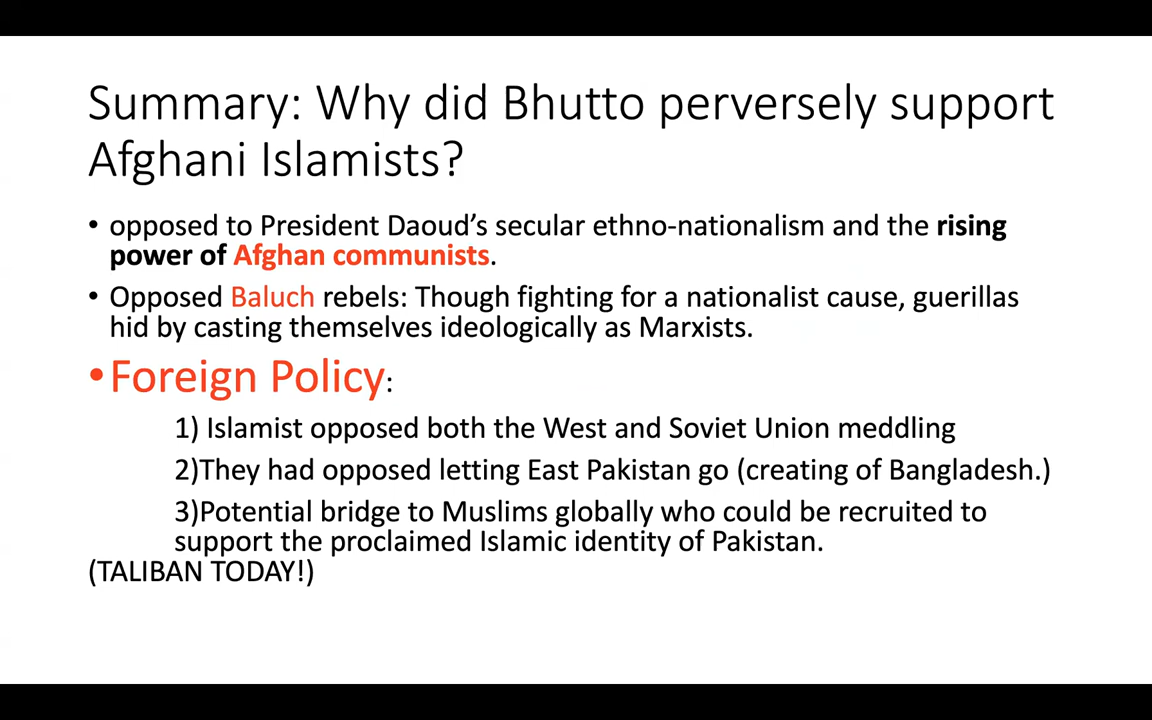 Summary: Why did Bhutto perversely support
Afghani Islamists?
• opposed to President Daoud’s secular ethno-nationalism and the rising
power of Afghan communists.
• Opposed Baluch rebels: Though fighting for a nationalist cause, guerillas
hid by casting themselves ideologically as Marxists.
•Foreign Policy:
1) Islamist opposed both the West and Soviet Union meddling
2)They had opposed letting East Pakistan go (creating of Bangladesh.)
3)Potential bridge to Muslims globally who could be recruited to
support the proclaimed Islamic identity of Pakistan.
(TALIBAN TODAY!)